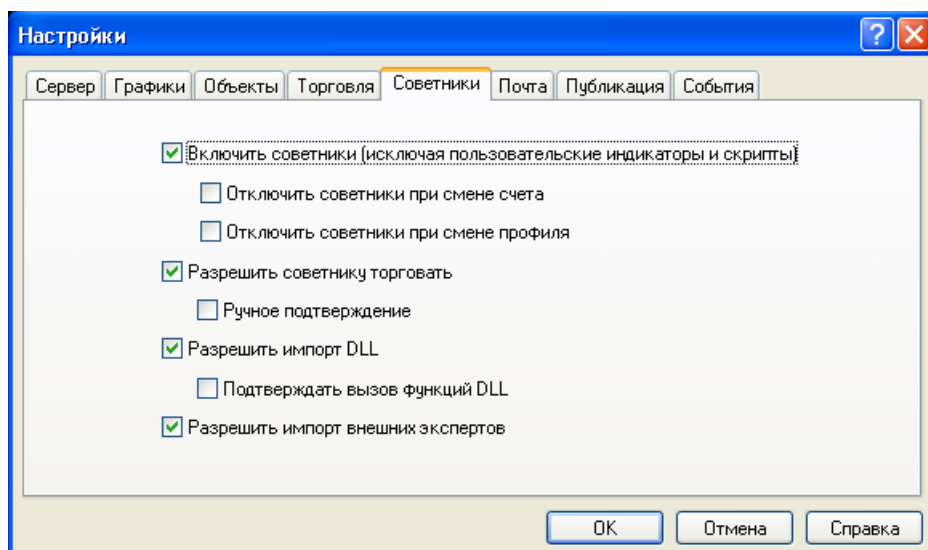 Настройки
Сервер Графики Объекты Торговля Советники Почта Публикация События
Включить советники (исключая пользовательские индикаторы и скрипты)
Отключить советники при смене счета
Отключить советники при смене профиля
Разрешить советнику торговать
Ручное подтверждение
Разрешить импорт DLL
Подтверждать вызов функций DLL
Разрешить импорт внешних экспертов
OK Отмена Справка